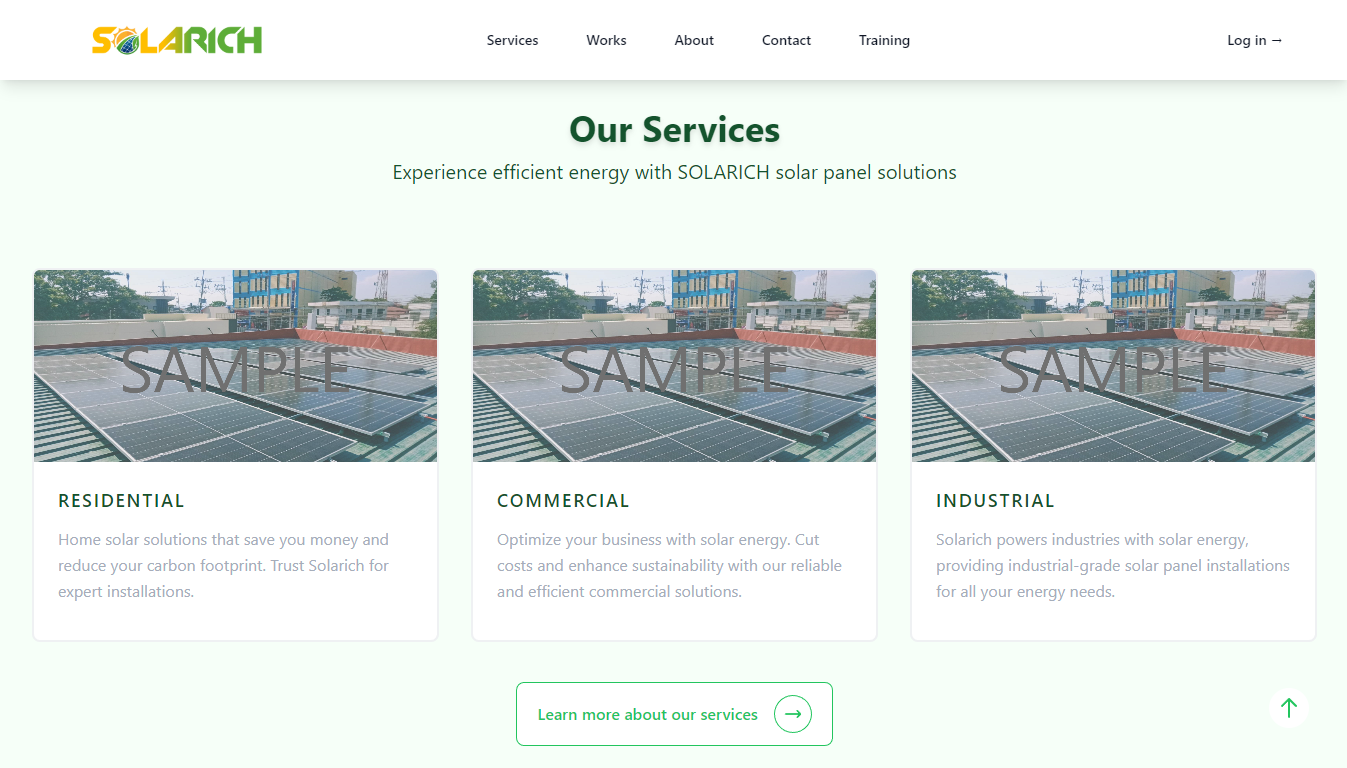 SOLARICH
Services
Works
About
Contact
Training
Log in →
Our Services
Experience efficient energy with SOLARICH solar panel solutions
SAMPLE
SAMPLE
SAMPLE
RESIDENTIAL
Home solar solutions that save you money and
reduce your carbon footprint. Trust Solarich for
expert installations.
COMMERCIAL
Optimize your business with solar energy. Cut
costs and enhance sustainability with our reliable
and efficient commercial solutions.
INDUSTRIAL
Solarich powers industries with solar energy,
providing industrial-grade solar panel installations
for all your energy needs.
Learn more about our services